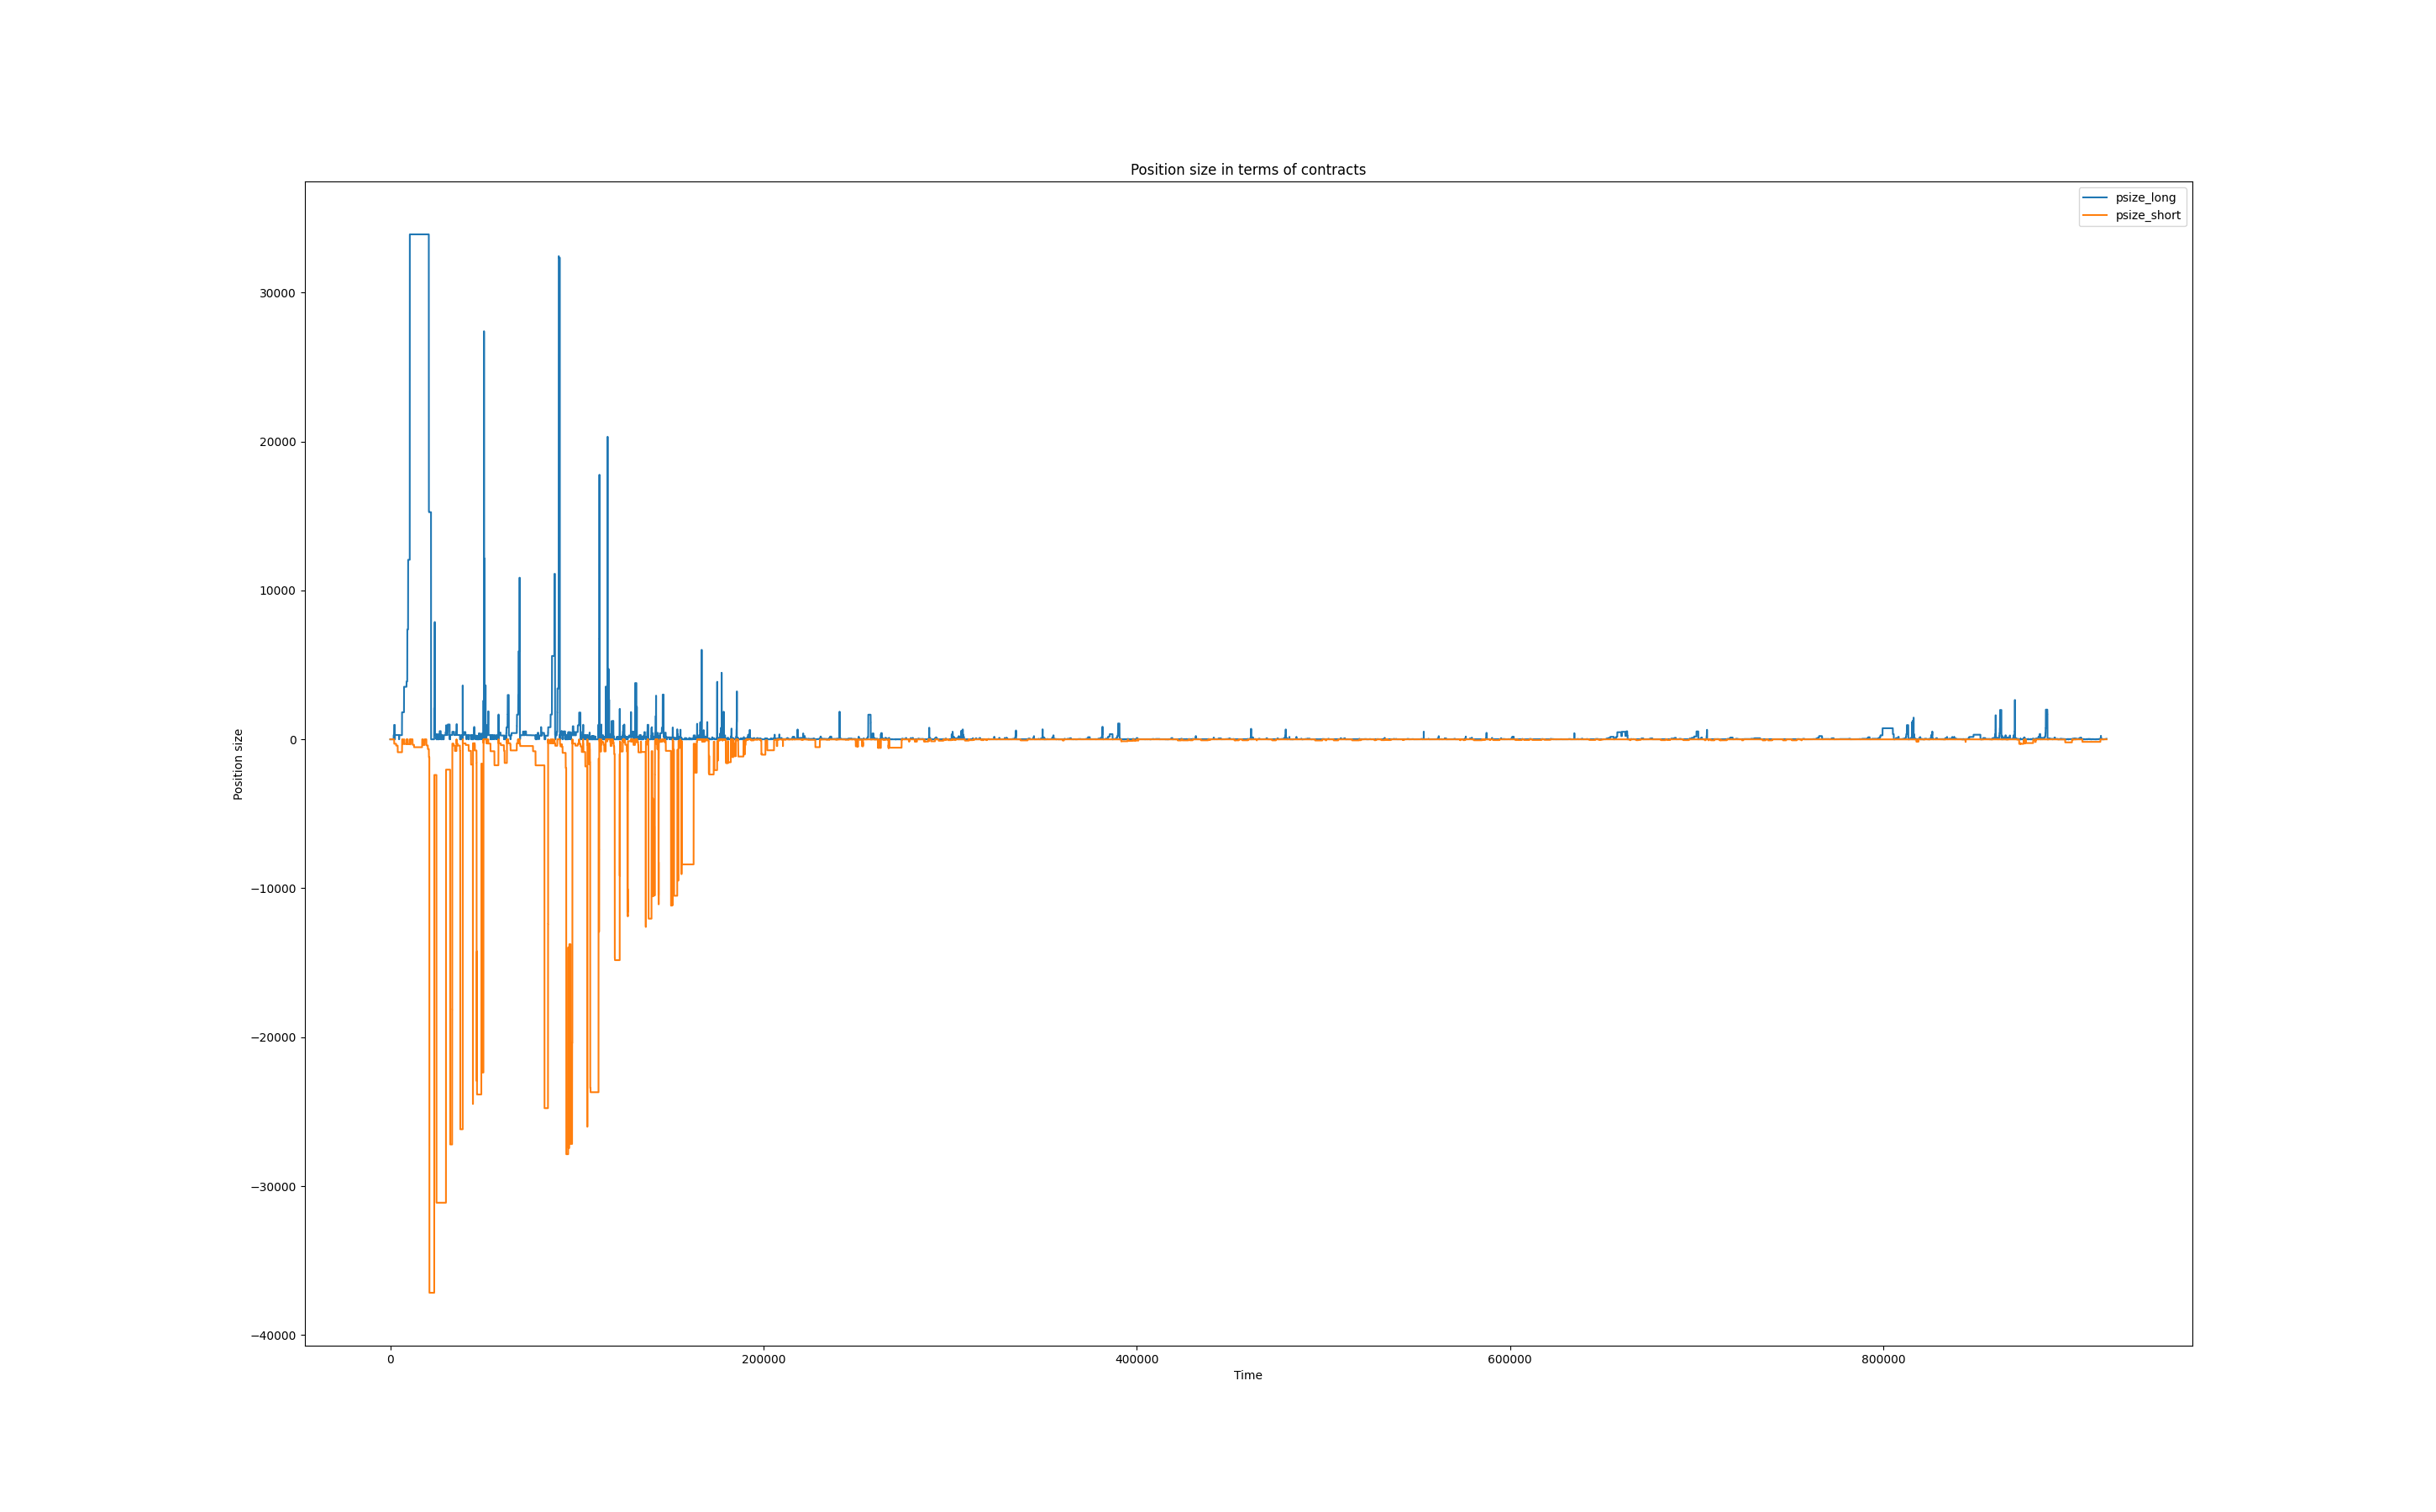 Position size in terms of contracts
psize_long
psize_short
30000
20000
10000
0
−10000
−20000
−30000
−40000
Position size
0
200000
400000
600000
800000
Time